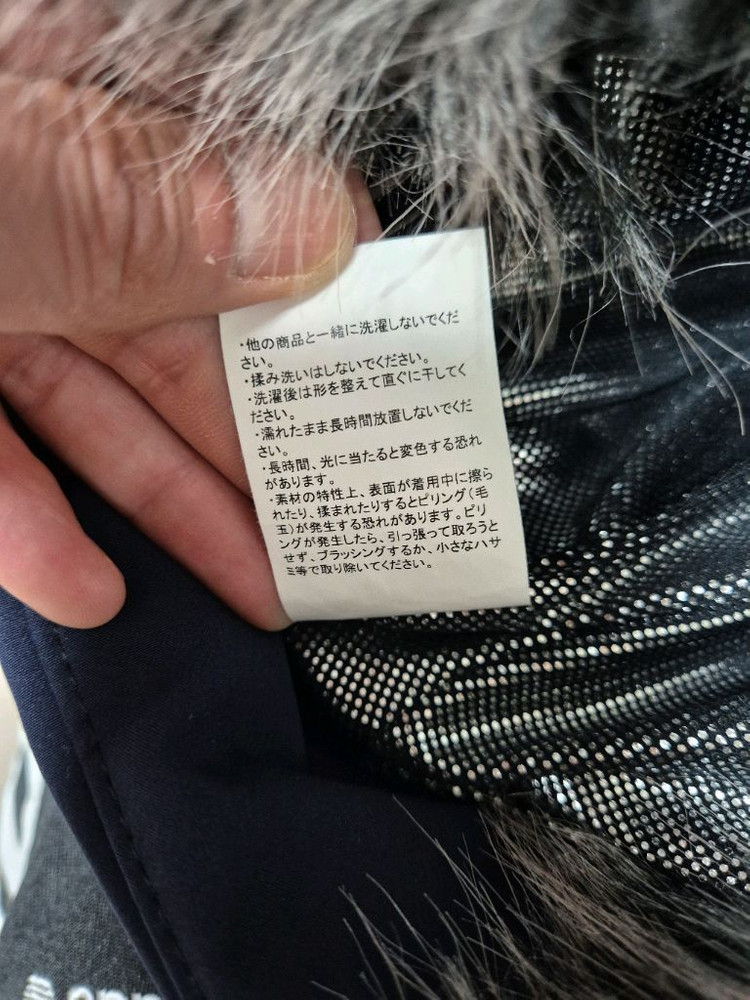 ・他の商品と一緒に洗濯しないでくだ
さい。
・揉み洗いはしないでください。
・洗濯後は形を整えて直ぐに干してく
ださい。
・濡れたまま長時間放置しないでくだ
さい。
・長時間、光に当たると変色する恐れ
があります。
・素材の特性上、表面が着用中に擦ら
れたり、揉まれたりするとピリング(毛
玉)が発生する恐れがあります。ピリ
ングが発生したら、引っ張って取ろうと
せず、ブラッシングするか、小さなハサ
ミ等で取り除いてください。